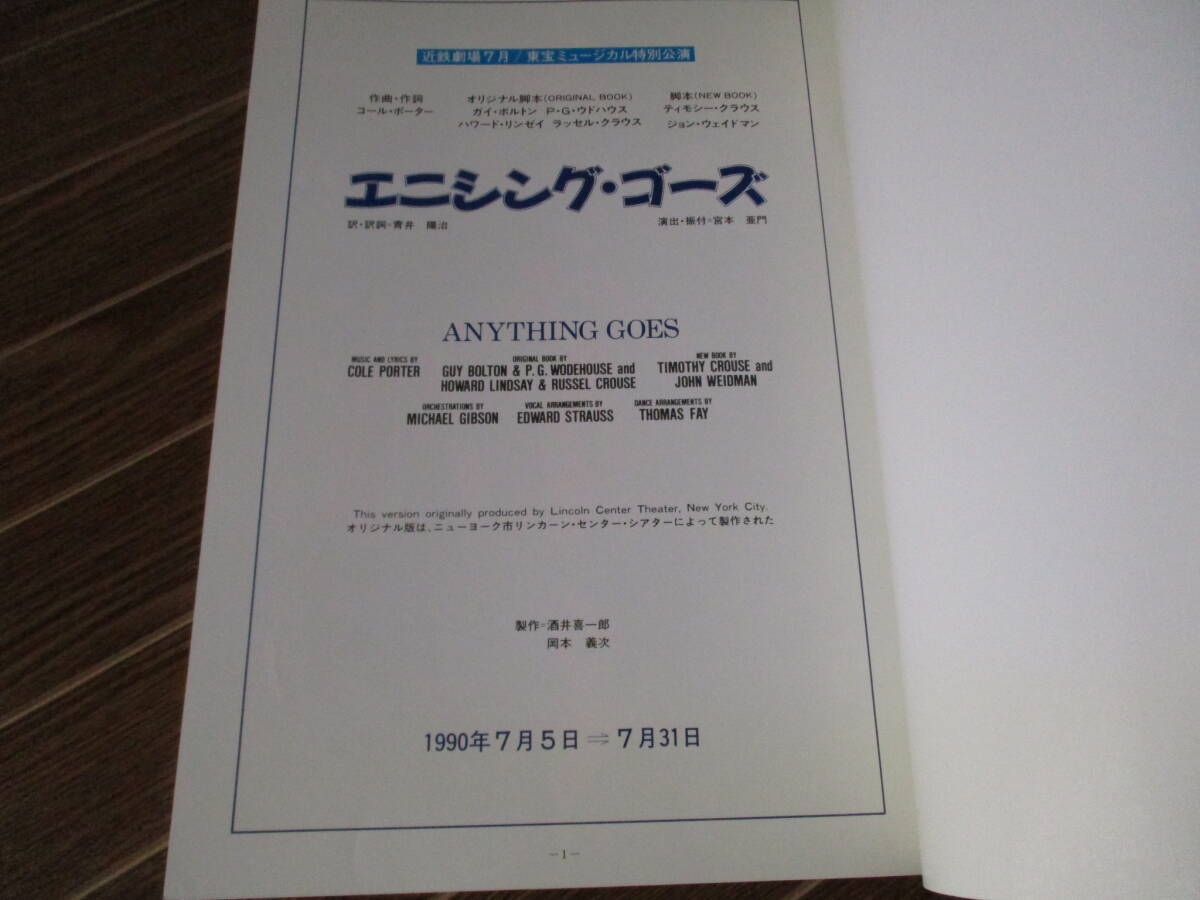 近鉄劇場7月／東宝ミュージカル特別公演
作曲・作詞
コール・ポーター
オリジナル脚本(ORIGINAL BOOK)
ガイ・ボルトン P・G・ウドハウス
ハワード・リンゼイ ラッセル・クラウス
脚本(NEW BOOK)
ティモシー・クラウス
ジョン・ウェイドマン
エニシング・ゴーズ
訳・訳詞=青井 陽治
演出・振付=宮本 亜門
ANYTHING GOES
MUSIC AND LYRICS BY
COLE PORTER
ORIGINAL BOOK BY
GUY BOLTON & P. G. WODEHOUSE and
HOWARD LINDSAY & RUSSEL CROUSE
NEW BOOK BY
TIMOTHY CROUSE and
JOHN WEIDMAN
ORCHESTRATIONS BY
MICHAEL GIBSON
VOCAL ARRANGEMENTS BY
EDWARD STRAUSS
DANCE ARRANGEMENTS BY
THOMAS FAY
This version originally produced by Lincoln Center Theater, New York City.
オリジナル版は、ニューヨーク市リンカーン・センター・シアターによって製作された
製作=酒井喜一郎
岡本 義次
1990年7月5日⇀7月31日
－1－